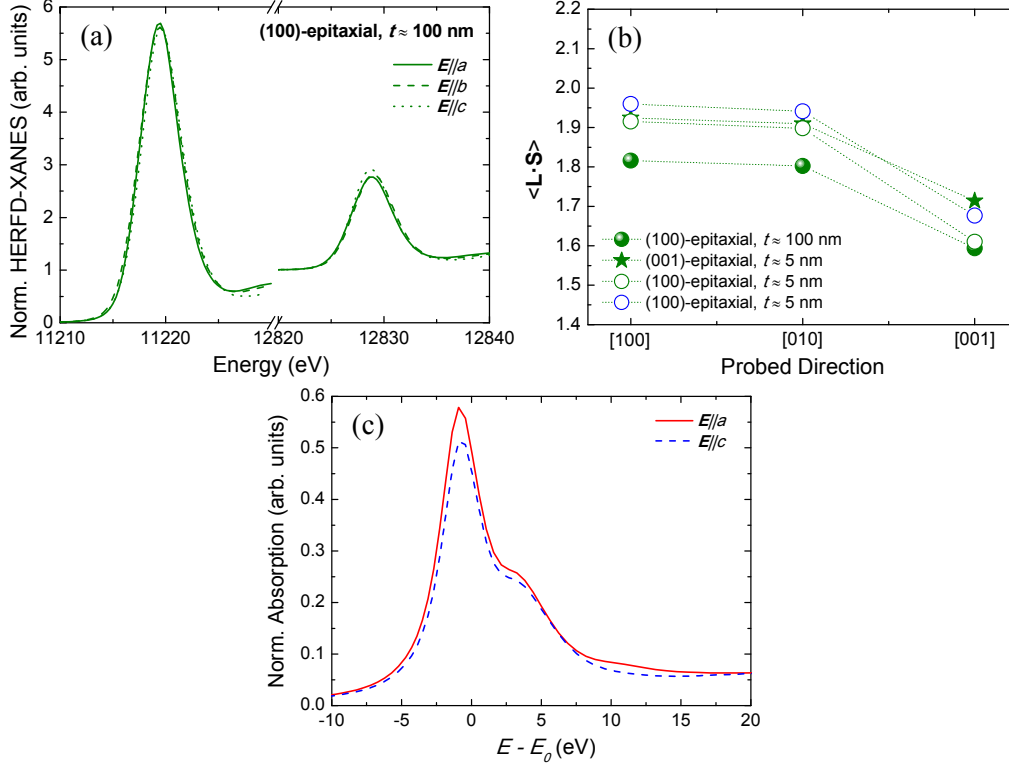 (a)
(100)-epitaxial, t ≈ 100 nm
E//a
E//b
E//c
Norm. HERFD-XANES (arb. units)
6
5
4
3
2
1
0
11210 11220 12820 12830 12840
Energy (eV)
(b)
<L·S>
2.2
2.1
2.0
1.9
1.8
1.7
1.6
1.5
1.4
(100)-epitaxial, t ≈ 100 nm
(001)-epitaxial, t ≈ 5 nm
(100)-epitaxial, t ≈ 5 nm
(100)-epitaxial, t ≈ 5 nm
[100] [010] [001]
Probed Direction
(c)
E//a
E//c
Norm. Absorption (arb. units)
0.6
0.5
0.4
0.3
0.2
0.1
0.0
-10 -5 0 5 10 15 20
E - E0 (eV)